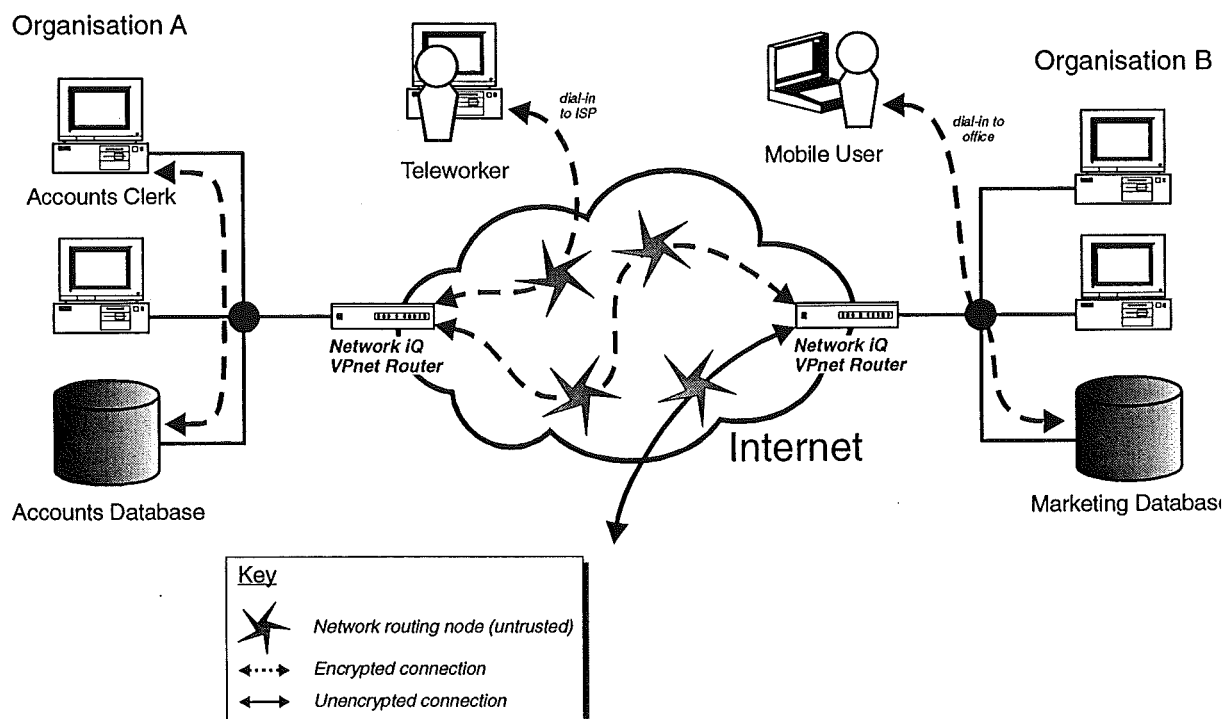 Organisation A
Organisation B
dial-in
to ISP
dial-in to
office
Teleworker
Mobile User
Accounts Clerk
Network iQ
VPnet Router
Network iQ
VPnet Router
Internet
Accounts Database
Marketing Database
Key
Network routing node (untrusted)
Encrypted connection
Unencrypted connection